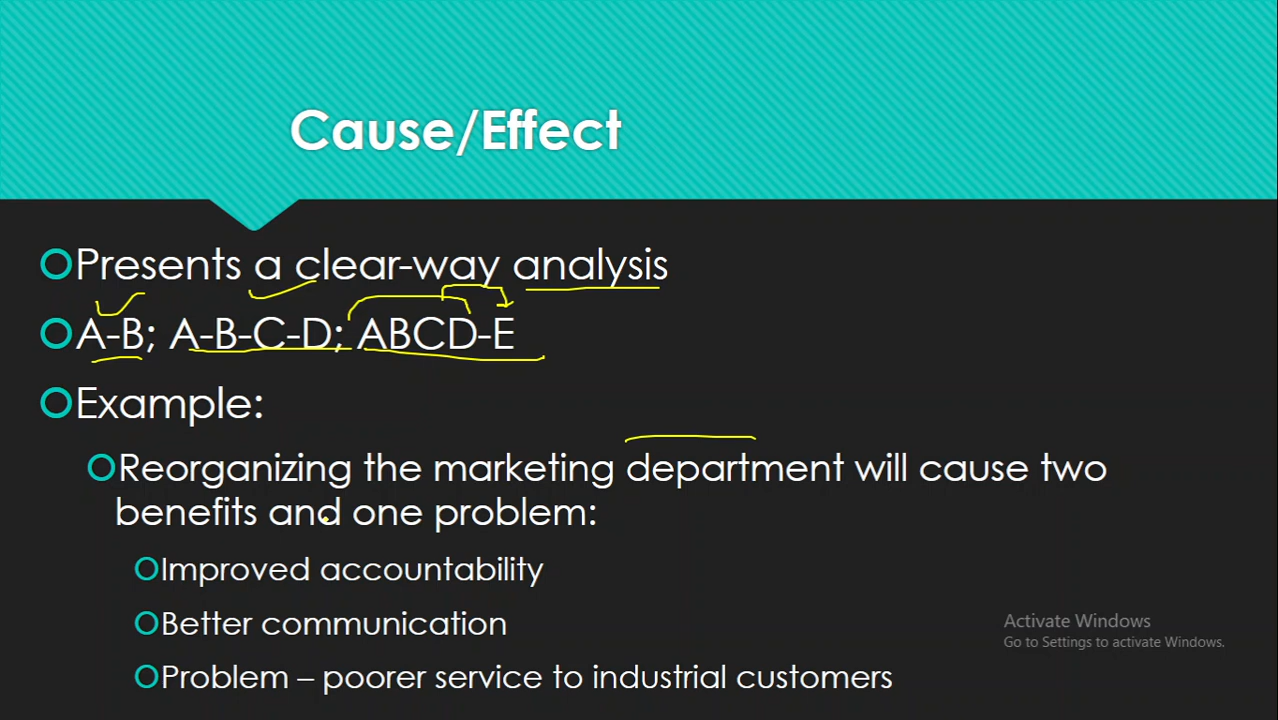 Cause/Effect
Presents a clear-way analysis
A-B; A-B-C-D; ABCD-E
Example:
Reorganizing the marketing department will cause two
benefits and one problem:
Improved accountability
Better communication
Problem – poorer service to industrial customers
Activate Windows
Go to Settings to activate Windows.